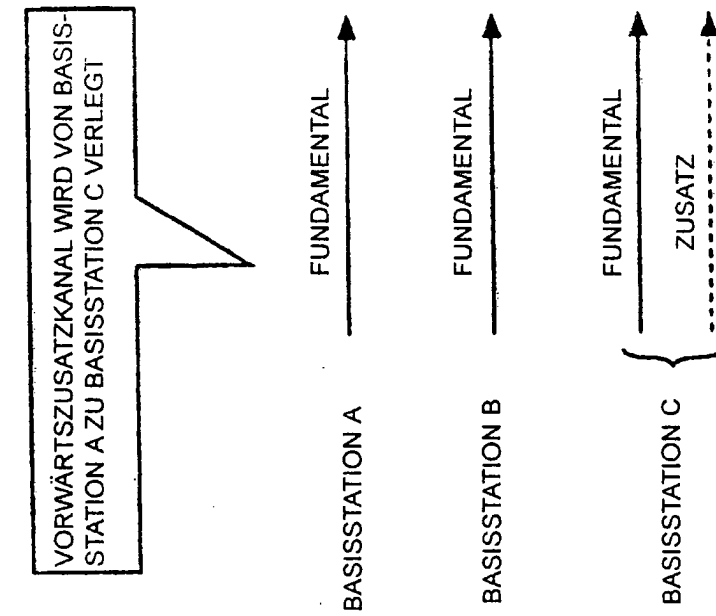 VORWÄRTSZUSATZKANAL WIRD VON BASIS-
STATION A ZU BASISSTATION C VERLEGT
BASISSTATION A
FUNDAMENTAL
BASISSTATION B
FUNDAMENTAL
BASISSTATION C
FUNDAMENTAL
ZUSATZ